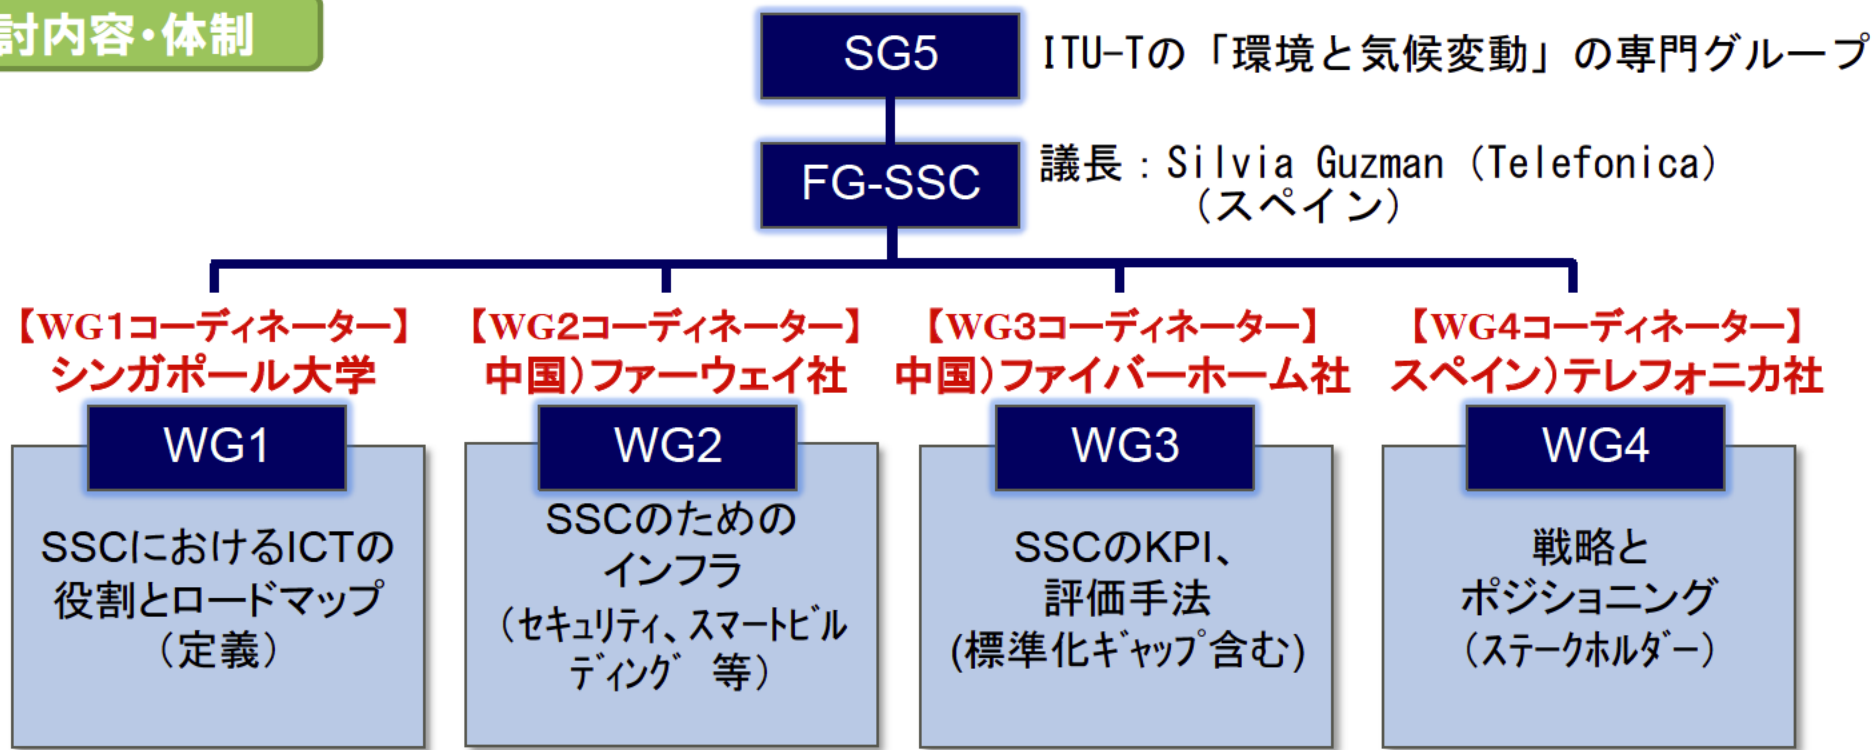 討内容・体制
SG5
ITU-Tの「環境と気候変動」の専門グループ
FG-SSC
議長：Silvia Guzman (Telefonica)
（スペイン）
【WG1コーディネーター】
シンガポール大学
【WG2コーディネーター】
中国）ファーウェイ社
【WG3コーディネーター】
中国）ファイバーホーム社
【WG4コーディネーター】
スペイン）テレフォニカ社
WG1
SSCにおけるICTの
役割とロードマップ
（定義）
WG2
SSCのための
インフラ
（ｾｷｭﾘﾃｨ、ｽﾏｰﾄﾋﾞﾙ
ﾃﾞｨﾝｸﾞ 等）
WG3
SSCのKPI、
評価手法
(標準化ｷﾞｬｯﾌﾟ含む)
WG4
戦略と
ポジショニング
（ｽﾃｰｸﾎﾙﾀﾞｰ）